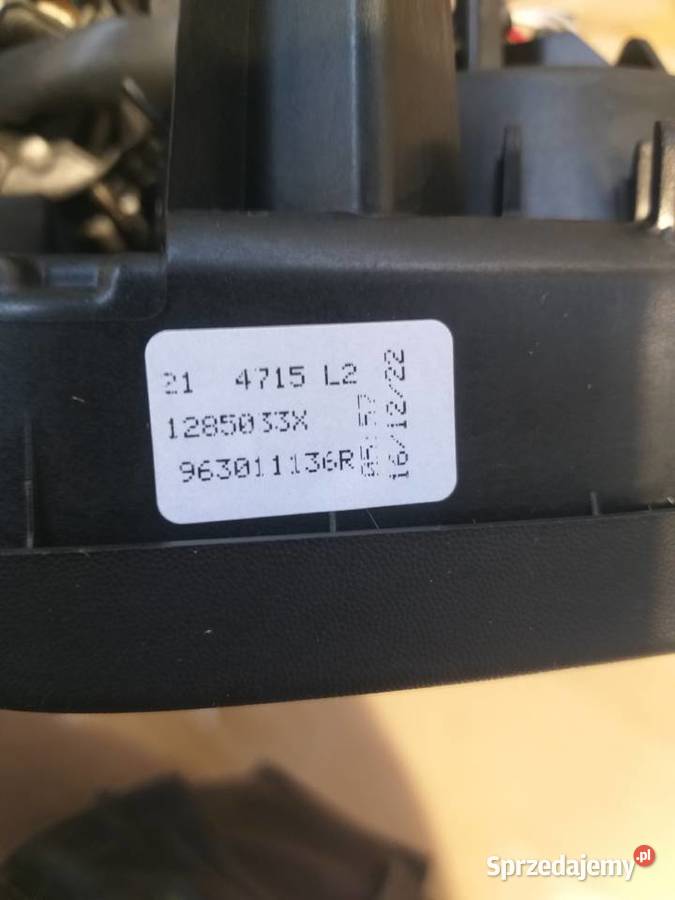 21 4715 L2
1285033X
963011136R
16/12/22
Sprzedajemy.pl